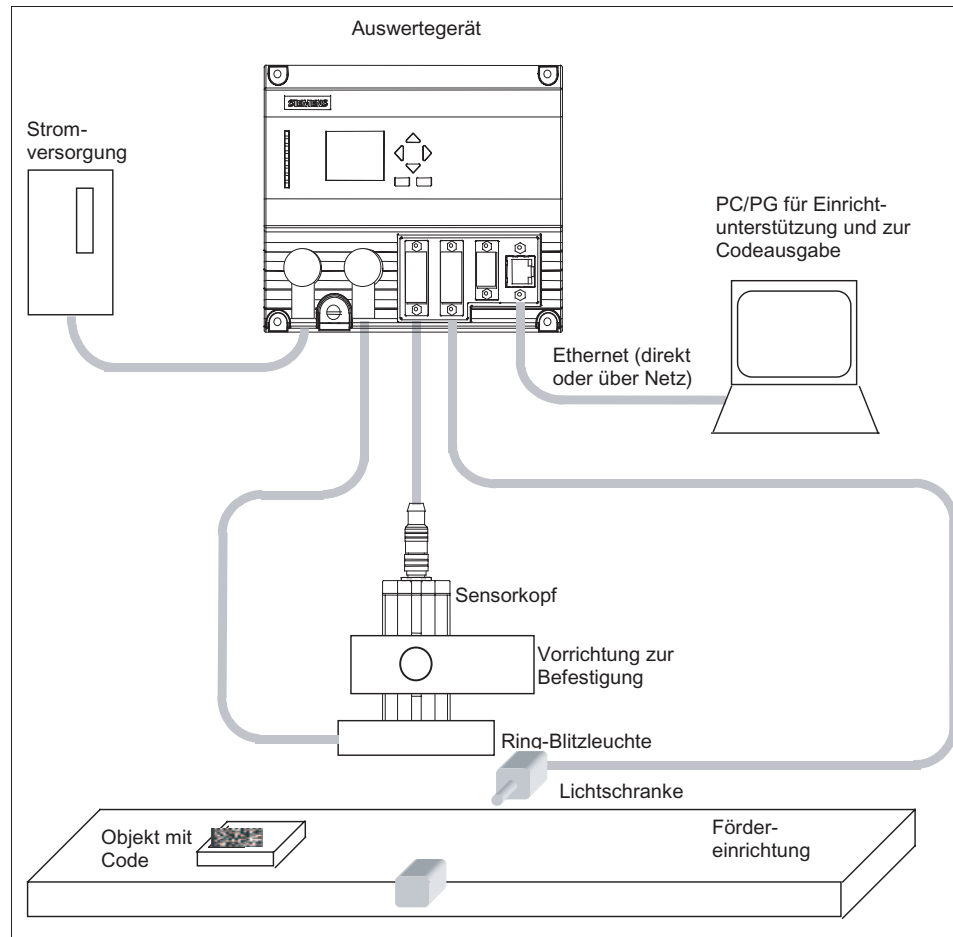 Auswertegerät
SIEMENS
Strom-
versorgung
PC/PG für Einricht-
unterstützung und zur
Codeausgabe
Ethernet (direkt
oder über Netz)
Sensorkopf
Vorrichtung zur
Befestigung
Ring-Blitzleuchte
Lichtschranke
Objekt mit
Code
Förder-
einrichtung